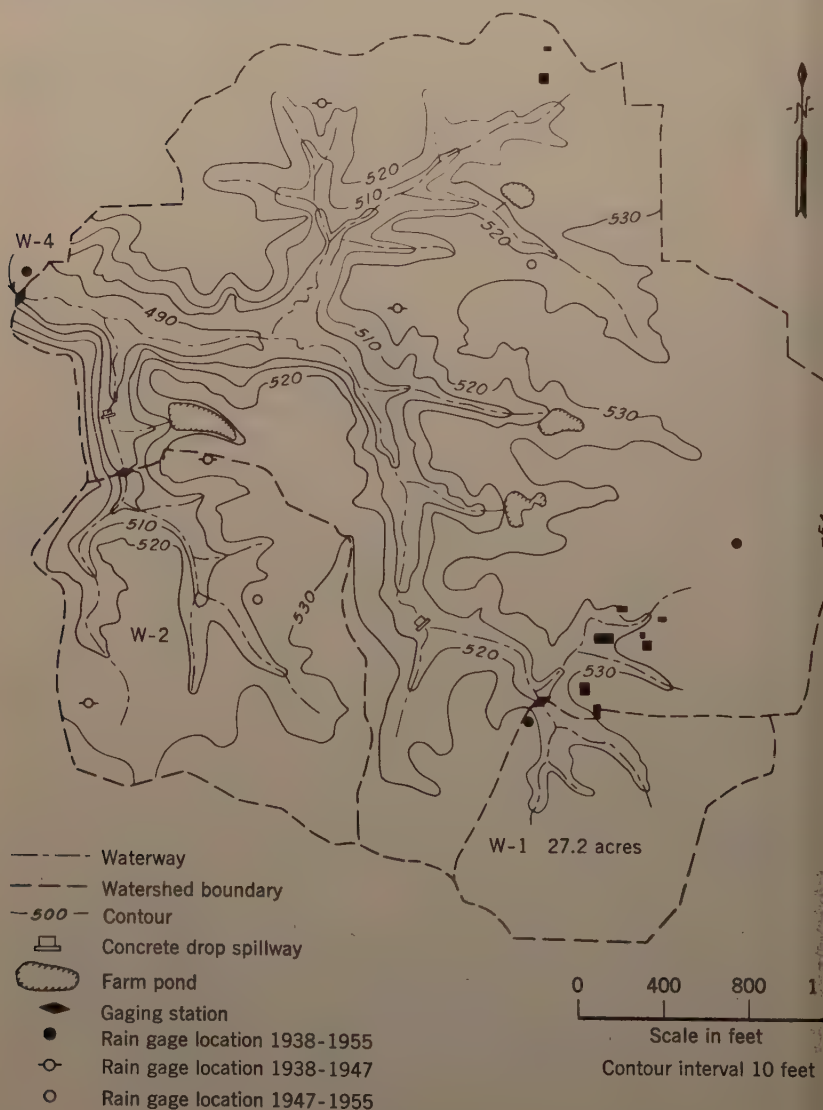 N
520
510
530
520
W-4
490
510
520
520
530
510
520
530
W-2
520
530
W-1 27.2 acres
Waterway
Watershed boundary
500 Contour
Concrete drop spillway
Farm pond
Gaging station
Rain gage location 1938-1955
Rain gage location 1938-1947
Rain gage location 1947-1955
0 400 800 1
Scale in feet
Contour interval 10 feet